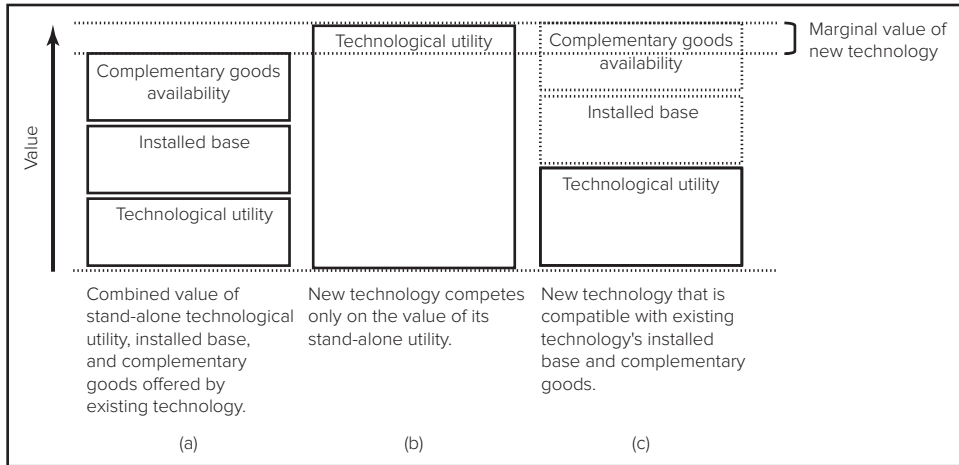 Value
Complementary goods
availability
Installed base
Technological utility
Technological utility
Complementary goods
availability
Installed base
Technological utility
Marginal value of
new technology
Combined value of
stand-alone technological
utility, installed base,
and complementary
goods offered by
existing technology.
(a)
New technology competes
only on the value of its
stand-alone utility.
(b)
New technology that is
compatible with existing
technology's installed
base and complementary
goods.
(c)